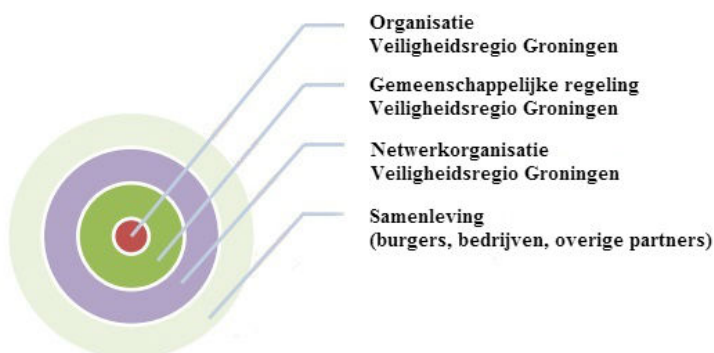 Organisatie
Veiligheidsregio Groningen
Gemeenschappelijke regeling
Veiligheidsregio Groningen
Netwerkorganisatie
Veiligheidsregio Groningen
Samenleving
(burgers, bedrijven, overige partners)